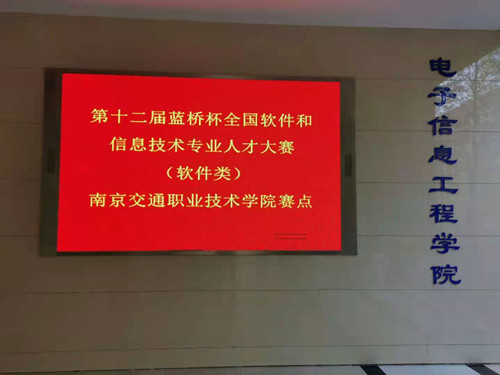 第十二届蓝桥杯全国软件和
信息技术专业人才大赛
（软件类）
南京交通职业技术学院赛点
电子信息工程学院